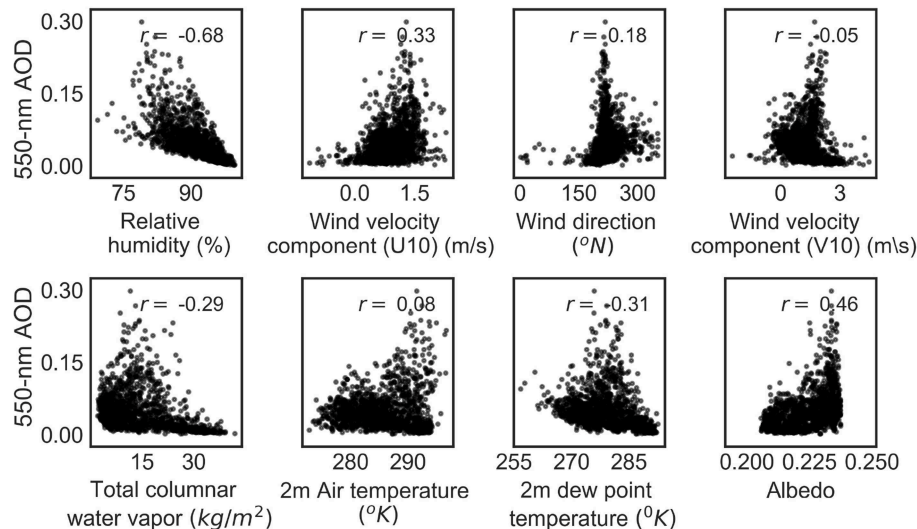 0.30
r = -0.68
r = 0.33
r = 0.18
r = -0.05
550-nm AOD
0.15
0.00
75 90
0.0 1.5
0 150 300
0 3
Relative
humidity (%)
Wind velocity
component (U10) (m/s)
Wind direction
(°N)
Wind velocity
component (V10) (m\s)
0.30
r = -0.29
r = 0.08
r = -0.31
r = 0.46
550-nm AOD
0.15
0.00
15 30
280 290
255 270 285
0.200 0.225 0.250
Total columnar
water vapor (kg/m²)
2m Air temperature
(°K)
2m dew point
temperature (⁰K)
Albedo